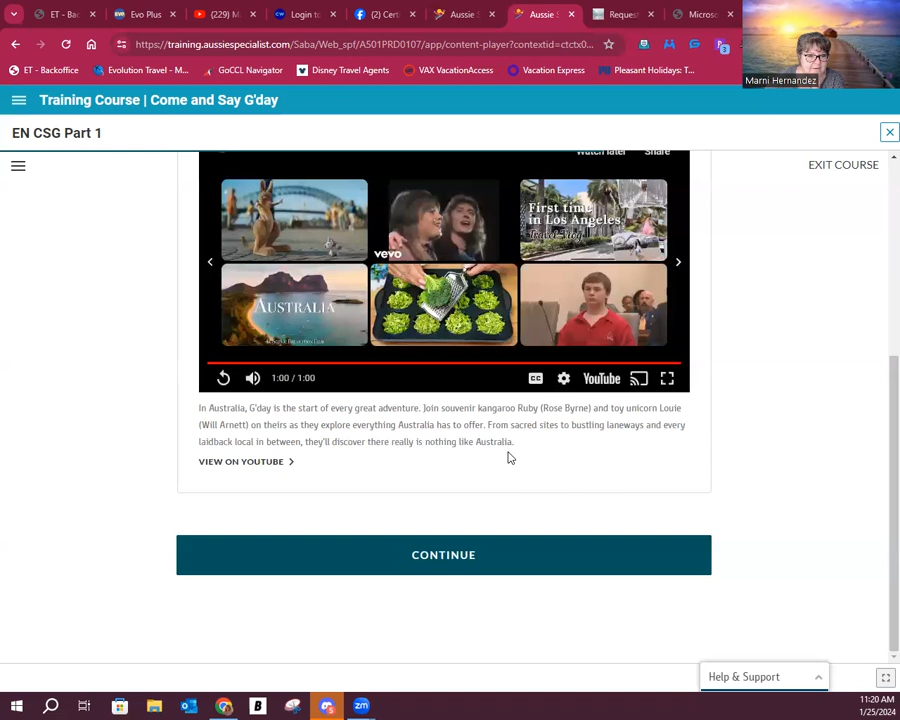 ET - Bac
Evo Plus
(229) M
Login to
(2) Cert
Aussie S
Aussie S
Reques
Microso
https://training.aussiespecialist.com/Saba/Web_spf/A501PRD0107/app/content-player?contextid=ctctx0...
3
ET - Backoffice
Evolution Travel - M...
GoCCL Navigator
Disney Travel Agents
VAX VacationAccess
Vacation Express
Pleasant Holidays: T...
Marni Hernandez
Training Course | Come and Say G'day
EN CSG Part 1
EXIT COURSE
Watch later
Share
First time
in Los Angeles
Travel Vlog
vevo
AUSTRALIA
1:00 / 1:00
CC
YouTube
In Australia, G'day is the start of every great adventure. Join souvenir kangaroo Ruby (Rose Byrne) and toy unicorn Louie
(Will Arnett) on theirs as they explore everything Australia has to offer. From sacred sites to bustling laneways and every
laidback local in between, they'll discover there really is nothing like Australia.
VIEW ON YOUTUBE
CONTINUE
Help & Support
B
zm
11:20 AM
1/25/2024